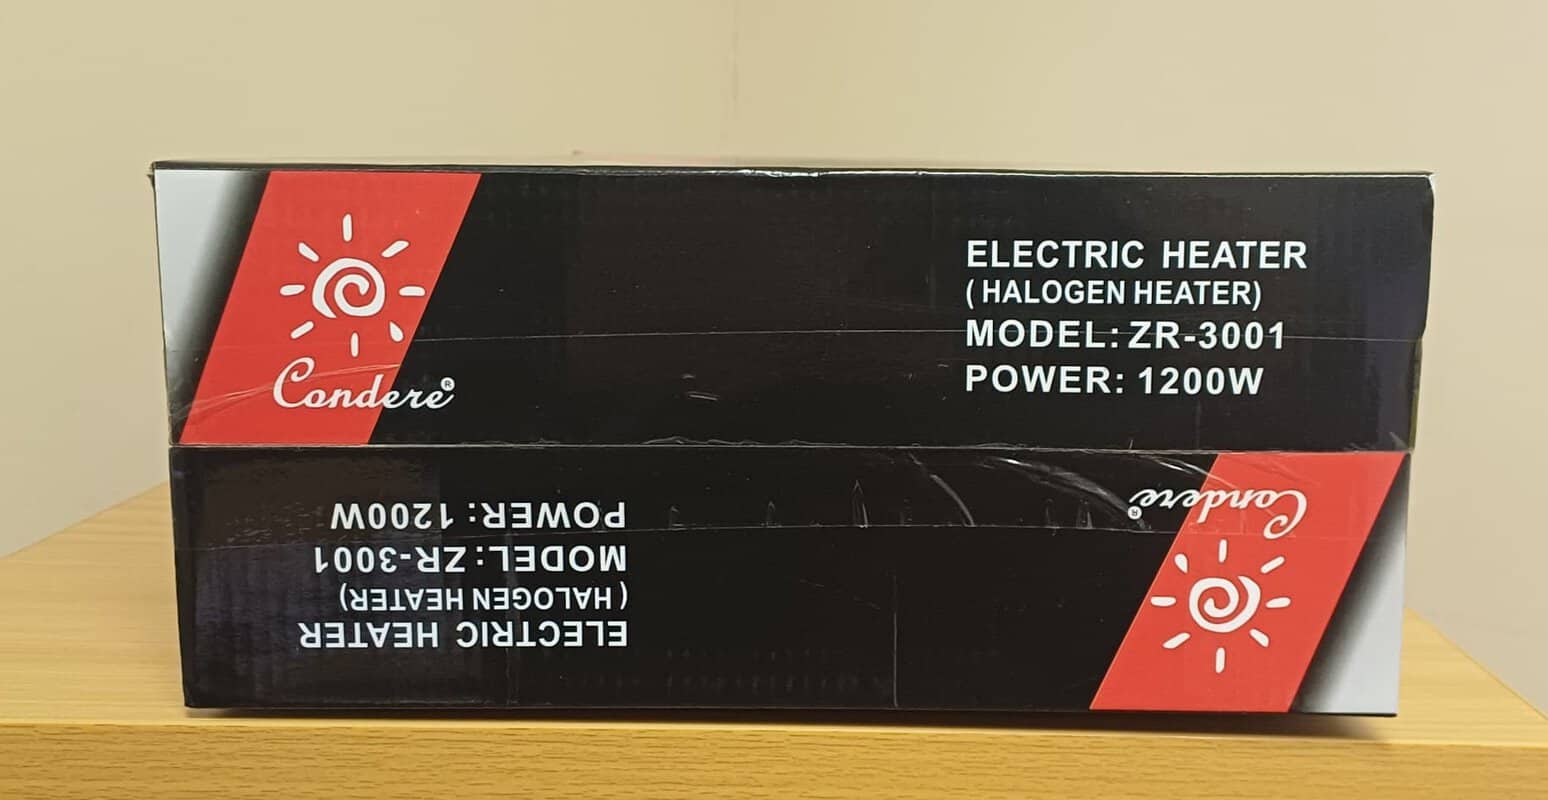 Condere®
ELECTRIC HEATER
(HALOGEN HEATER)
MODEL: ZR-3001
POWER: 1200W
Condere®
ELECTRIC HEATER
(HALOGEN HEATER)
MODEL: ZR-3001
POWER: 1200W